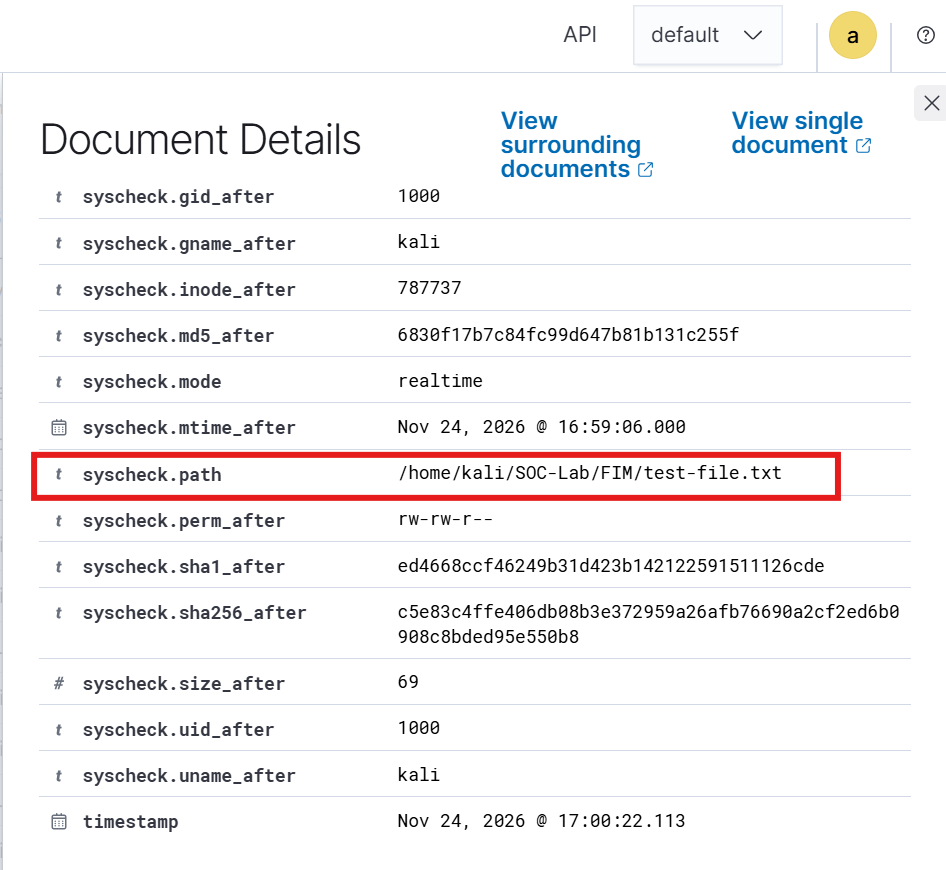 API
default
a
Document Details
View surrounding documents
View single document
t syscheck.gid_after 1000
t syscheck.gname_after kali
t syscheck.inode_after 787737
t syscheck.md5_after 6830f17b7c84fc99d647b81b131c255f
t syscheck.mode realtime
syscheck.mtime_after Nov 24, 2026 @ 16:59:06.000
t syscheck.path /home/kali/SOC-Lab/FIM/test-file.txt
t syscheck.perm_after rw-rw-r--
t syscheck.sha1_after ed4668ccf46249b31d423b142122591511126cde
t syscheck.sha256_after c5e83c4ffe406db08b3e372959a26afb76690a2cf2ed6b0
908c8bded95e550b8
# syscheck.size_after 69
t syscheck.uid_after 1000
t syscheck.uname_after kali
timestamp Nov 24, 2026 @ 17:00:22.113